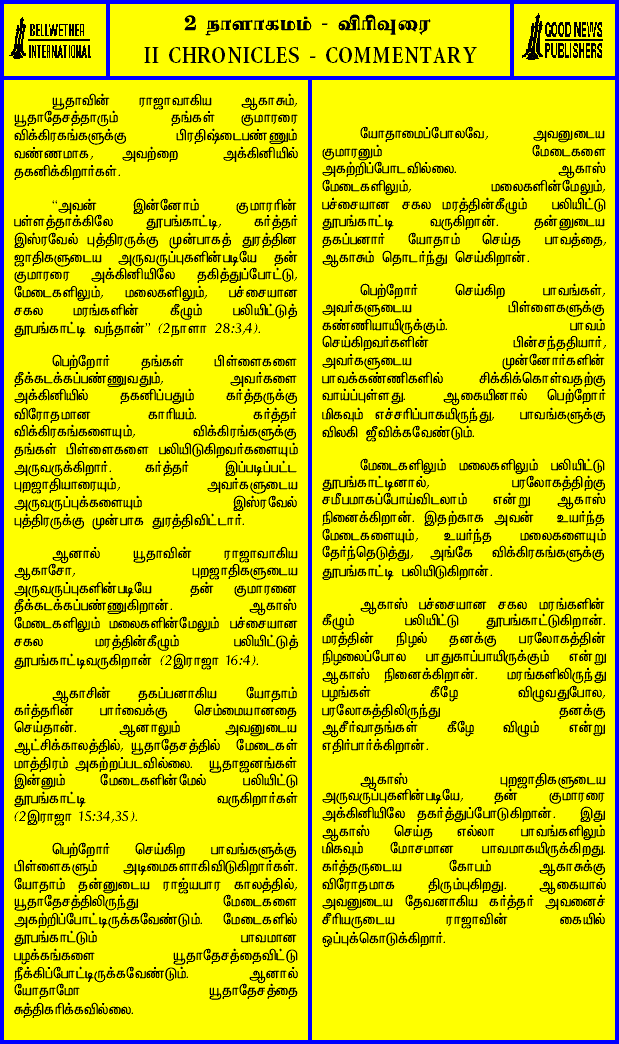 BELLWETHER
INTERNATIONAL
2 நாளாகமம் - விரிவுரை
II CHRONICLES - COMMENTARY
GOOD NEWS
PUBLISHERS
யூதாவின் ராஜாவாகிய ஆகாசும்,
யூதாதேசத்தாரும் தங்கள் குமாரரை
விக்கிரகங்களுக்கு பிரதிஷ்டைபண்ணும்
வண்ணமாக, அவற்றை அக்கினியில்
தகனிக்கிறார்கள்.
“அவன் இன்னோம் குமாரரின்
பள்ளத்தாக்கிலே தூபங்காட்டி, கர்த்தர்
இஸ்ரவேல் புத்திரருக்கு முன்பாகத் துரத்தின
ஜாதிகளுடைய அருவருப்புகளின்படியே தன்
குமாரரை அக்கினியிலே தகித்துப்போட்டு,
மேடைகளிலும், மலைகளிலும், பச்சையான
சகல மரங்களின் கீழும் பலியிட்டுத்
தூபங்காட்டி வந்தான்” (2நாளா 28:3,4).
பெற்றோர் தங்கள் பிள்ளைகளை
தீக்கடக்கப்பண்ணுவதும், அவர்களை
அக்கினியில் தகனிப்பதும் கர்த்தருக்கு
விரோதமான காரியம். கர்த்தர்
விக்கிரகங்களையும், விக்கிரங்களுக்கு
தங்கள் பிள்ளைகளை பலியிடுகிறவர்களையும்
அருவருக்கிறார். கர்த்தர் இப்படிப்பட்ட
புறஜாதியாரையும், அவர்களுடைய
அருவருப்புக்களையும் இஸ்ரவேல்
புத்திரருக்கு முன்பாக துரத்திவிட்டார்.
ஆனால் யூதாவின் ராஜாவாகிய
ஆகாசோ, புறஜாதிகளுடைய
அருவருப்புகளின்படியே தன் குமாரனை
தீக்கடக்கப்பண்ணுகிறான். ஆகாஸ்
மேடைகளிலும் மலைகளின்மேலும் பச்சையான
சகல மரத்தின்கீழும் பலியிட்டுத்
தூபங்காட்டிவருகிறான் (2இராஜா 16:4).
ஆகாசின் தகப்பனாகிய யோதாம்
கர்த்தரின் பார்வைக்கு செம்மையானதை
செய்தான். ஆனாலும் அவனுடைய
ஆட்சிக்காலத்தில், யூதாதேசத்தில் மேடைகள்
மாத்திரம் அகற்றப்படவில்லை. யூதாஜனங்கள்
இன்னும் மேடைகளின்மேல் பலியிட்டு
தூபங்காட்டி வருகிறார்கள்
(2இராஜா 15:34,35).
பெற்றோர் செய்கிற பாவங்களுக்கு
பிள்ளைகளும் அடிமைகளாகிவிடுகிறார்கள்.
யோதாம் தன்னுடைய ராஜ்யபார காலத்தில்,
யூதாதேசத்திலிருந்து மேடைகளை
அகற்றிப்போட்டிருக்கவேண்டும். மேடைகளில்
தூபங்காட்டும் பாவமான
பழக்கங்களை யூதாதேசத்தைவிட்டு
நீக்கிப்போட்டிருக்கவேண்டும். ஆனால்
யோதாமோ யூதாதேசத்தை
சுத்திகரிக்கவில்லை.
யோதாமைப்போலவே, அவனுடைய
குமாரனும் மேடைகளை
அகற்றிப்போடவில்லை. ஆகாஸ்
மேடைகளிலும், மலைகளின்மேலும்,
பச்சையான சகல மரத்தின்கீழும் பலியிட்டு
தூபங்காட்டி வருகிறான். தன்னுடைய
தகப்பனார் யோதாம் செய்த பாவத்தை,
ஆகாசும் தொடர்ந்து செய்கிறான்.
பெற்றோர் செய்கிற பாவங்கள்,
அவர்களுடைய பிள்ளைகளுக்கு
கண்ணியாயிருக்கும். பாவம்
செய்கிறவர்களின் பின்சந்ததியார்,
அவர்களுடைய முன்னோர்களின்
பாவக்கண்ணிகளில் சிக்கிக்கொள்வதற்கு
வாய்ப்புள்ளது. ஆகையினால் பெற்றோர்
மிகவும் எச்சரிப்பாகயிருந்து, பாவங்களுக்கு
விலகி ஜீவிக்கவேண்டும்.
மேடைகளிலும் மலைகளிலும் பலியிட்டு
தூபங்காட்டினால், பரலோகத்திற்கு
சமீபமாகப்போய்விடலாம் என்று ஆகாஸ்
நினைக்கிறான். இதற்காக அவன் உயர்ந்த
மேடைகளையும், உயர்ந்த மலைகளையும்
தேர்ந்தெடுத்து, அங்கே விக்கிரகங்களுக்கு
தூபங்காட்டி பலியிடுகிறான்.
ஆகாஸ் பச்சையான சகல மரங்களின்
கீழும் பலியிட்டு தூபங்காட்டுகிறான்.
மரத்தின் நிழல் தனக்கு பரலோகத்தின்
நிழலைப்போல பாதுகாப்பாயிருக்கும் என்று
ஆகாஸ் நினைக்கிறான். மரங்களிலிருந்து
பழங்கள் கீழே விழுவதுபோல,
பரலோகத்திலிருந்து தனக்கு
ஆசீர்வாதங்கள் கீழே விழும் என்று
எதிர்பார்க்கிறான்.
ஆகாஸ் புறஜாதிகளுடைய
அருவருப்புகளின்படியே, தன் குமாரரை
அக்கினியிலே தகர்த்துப்போடுகிறான். இது
ஆகாஸ் செய்த எல்லா பாவங்களிலும்
மிகவும் மோசமான பாவமாகயிருக்கிறது.
கர்த்தருடைய கோபம் ஆகாசுக்கு
விரோதமாக திரும்புகிறது. ஆகையால்
அவனுடைய தேவனாகிய கர்த்தர் அவனைச்
சீரியருடைய ராஜாவின் கையில்
ஒப்புக்கொடுக்கிறார்.